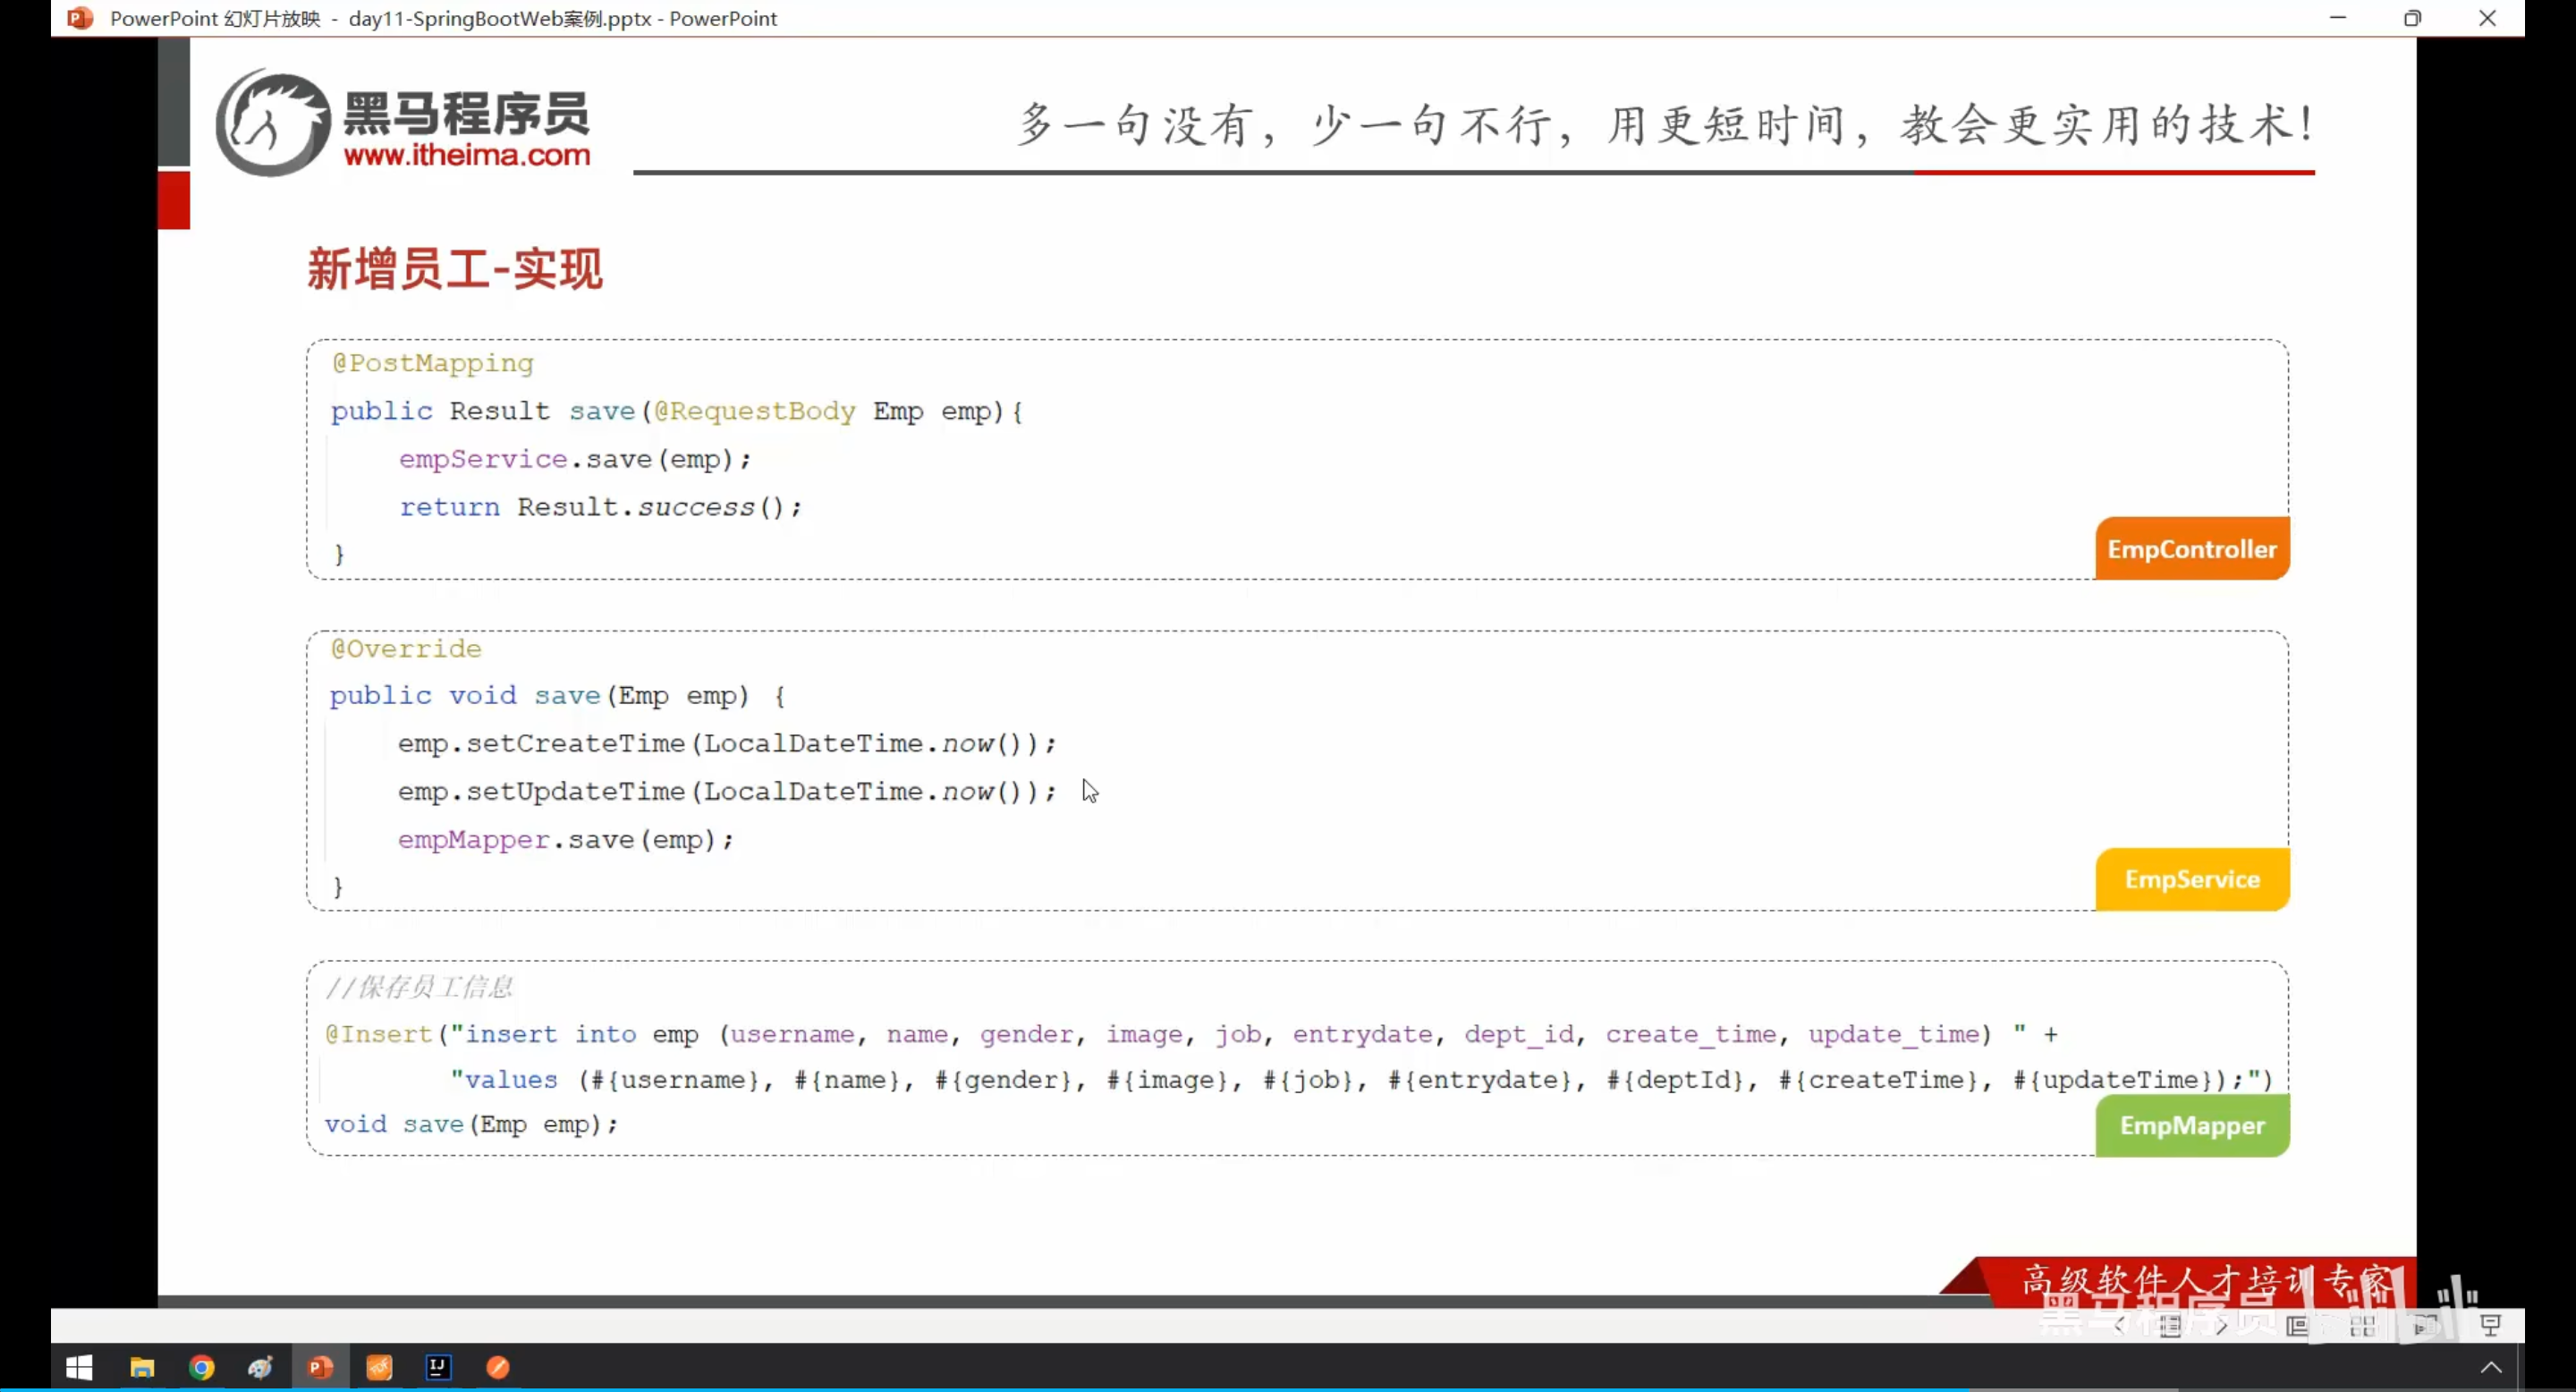 PowerPoint 幻灯片放映 - day11-SpringBootWeb案例.pptx - PowerPoint
黑马程序员
www.itheima.com
多一句没有，少一句不行，用更短时间，教会更实用的技术！
新增员工-实现
@PostMapping
public Result save(@RequestBody Emp emp){
    empService.save(emp);
    return Result.success();
}
EmpController
@Override
public void save(Emp emp) {
    emp.setCreateTime(LocalDateTime.now());
    emp.setUpdateTime(LocalDateTime.now());
    empMapper.save(emp);
}
EmpService
//保存员工信息
@Insert("insert into emp (username, name, gender, image, job, entrydate, dept_id, create_time, update_time) " +
        "values (#{username}, #{name}, #{gender}, #{image}, #{job}, #{entrydate}, #{deptId}, #{createTime}, #{updateTime});")
void save(Emp emp);
EmpMapper
高级软件人才培训专家
黑马程序员